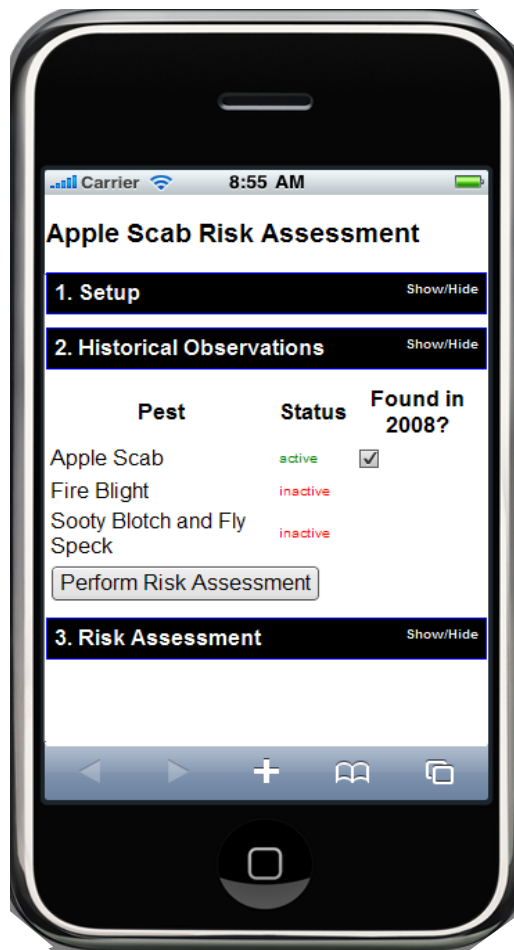 Carrier 8:55 AM
Apple Scab Risk Assessment
1. Setup Show/Hide
2. Historical Observations Show/Hide
Pest Status Found in
2008?
Apple Scab active
Fire Blight inactive
Sooty Blotch and Fly
Speck inactive
Perform Risk Assessment
3. Risk Assessment Show/Hide